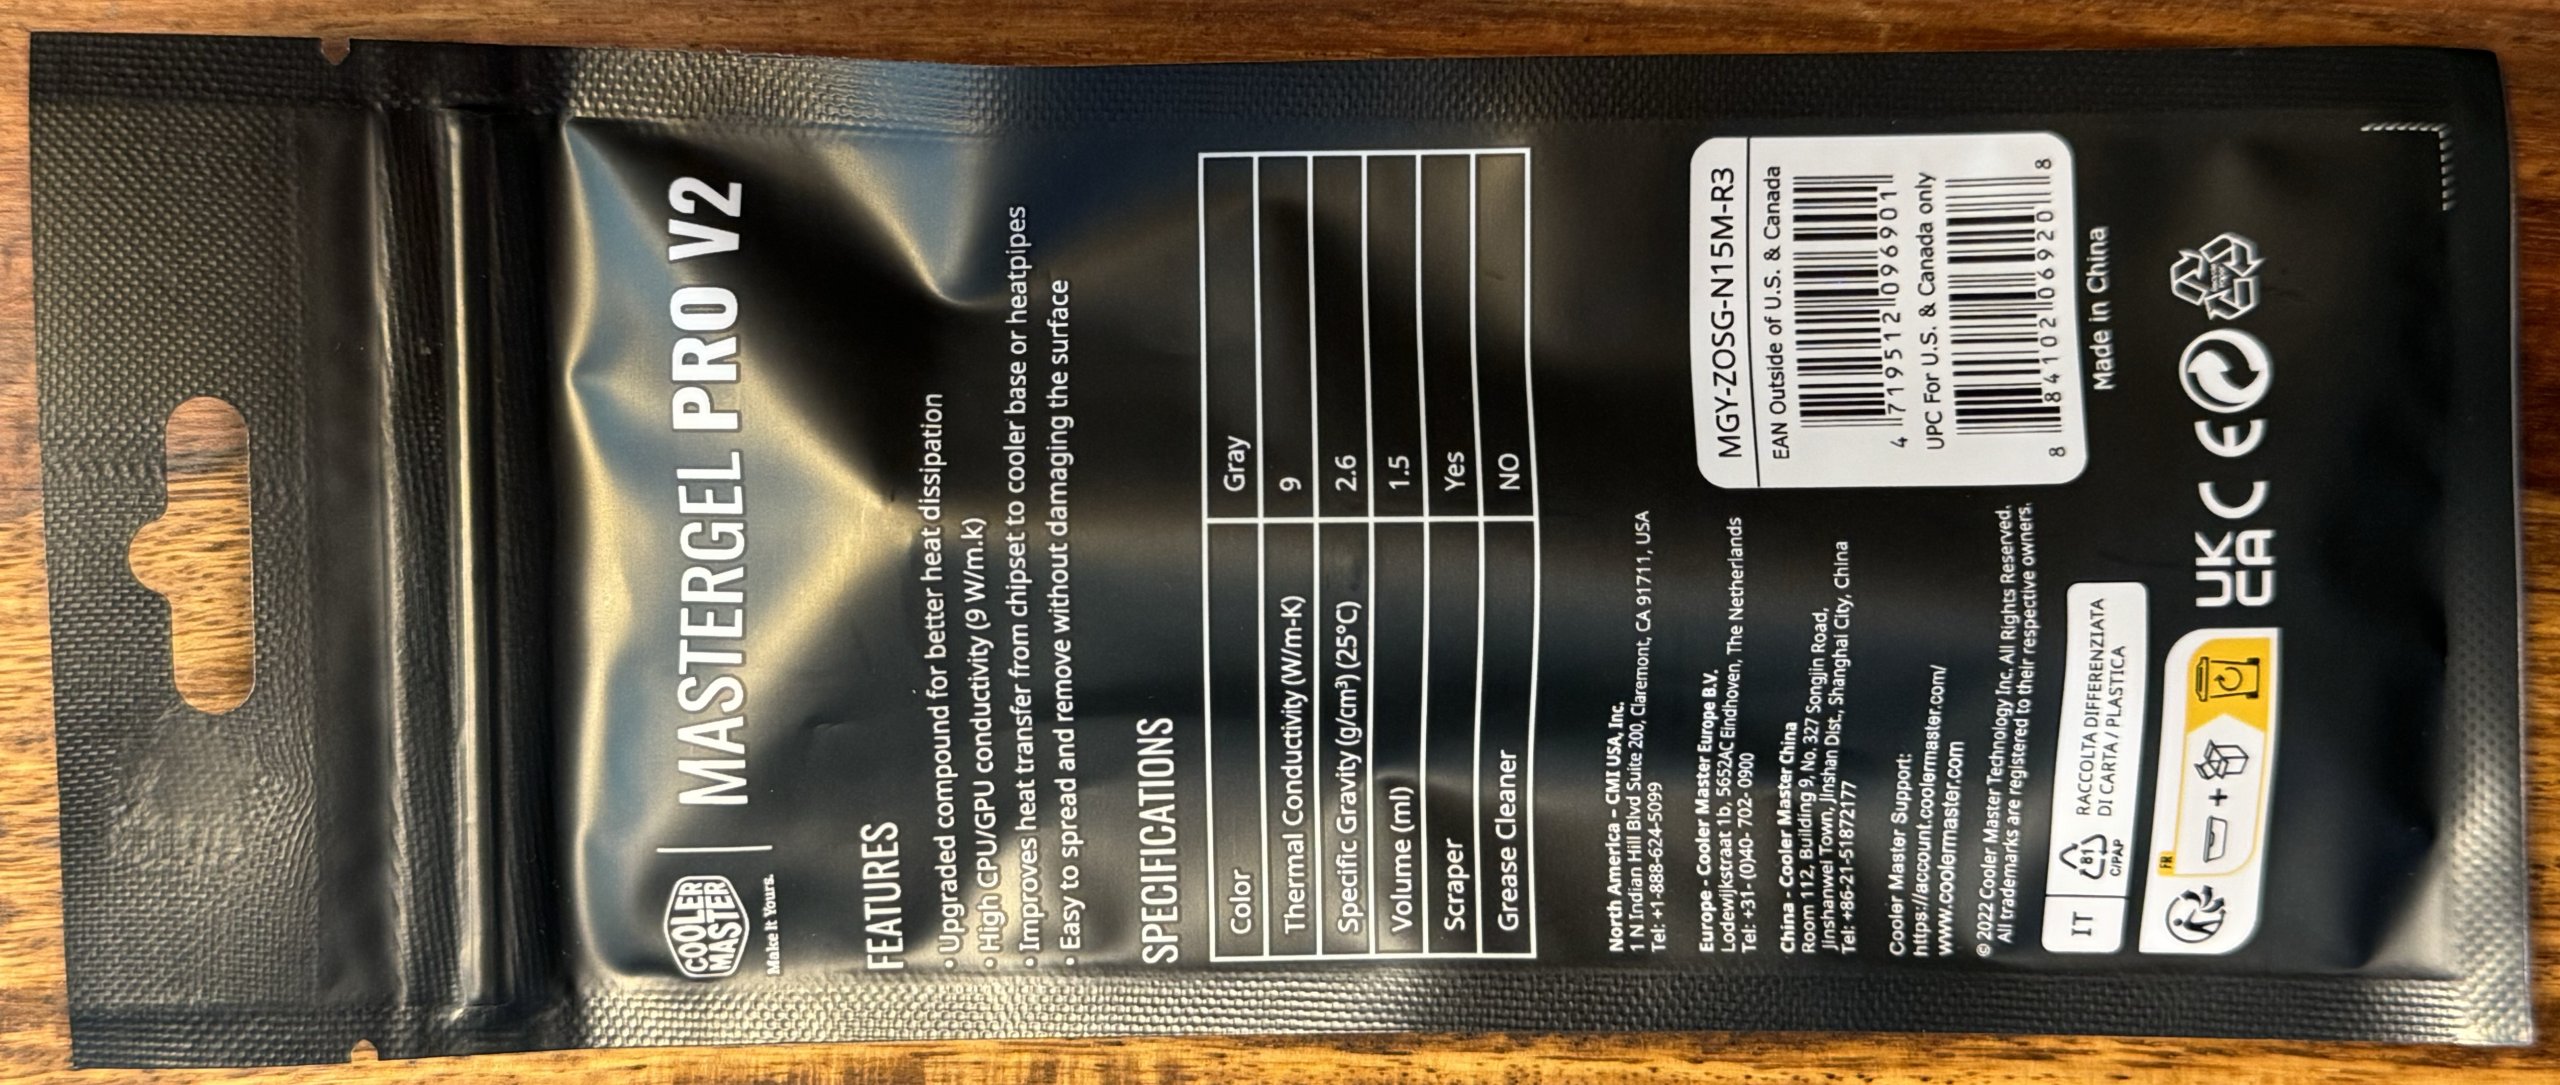 COOLER
MASTER
Make It Yours.
MASTERGEL PRO V2
FEATURES
• Upgraded compound for better heat dissipation
• High CPU/GPU conductivity (9 W/m.k)
• Improves heat transfer from chipset to cooler base or heatpipes
• Easy to spread and remove without damaging the surface
SPECIFICATIONS
Color Gray
Thermal Conductivity (W/m-K) 9
Specific Gravity (g/cm³) (25°C) 2.6
Volume (ml) 1.5
Scraper Yes
Grease Cleaner NO
North America – CMI USA, Inc.
1 N Indian Hill Blvd Suite 200, Claremont, CA 91711, USA
Tel: +1-888-624-5099
Europe - Cooler Master Europe B.V.
Lodewijkstraat 1b, 5652AC Eindhoven, The Netherlands
Tel: +31- (0)40- 702- 0900
China - Cooler Master China
Room 112, Building 9, No. 327 Songjin Road,
Jinshanwei Town, Jinshan Dist., Shanghai City, China
Tel: +86-21-51872177
Cooler Master Support:
https://account.coolermaster.com/
www.coolermaster.com
© 2022 Cooler Master Technology Inc. All Rights Reserved.
All trademarks are registered to their respective owners.
MGY-ZOSG-N15M-R3
EAN Outside of U.S. & Canada
4 719512 096901
UPC For U.S. & Canada only
8 84102 06920 8
Made in China
IT
81
C/PAP
RACCOLTA DIFFERENZIATA
DI CARTA / PLASTICA
FR
+
UK
CA
CE